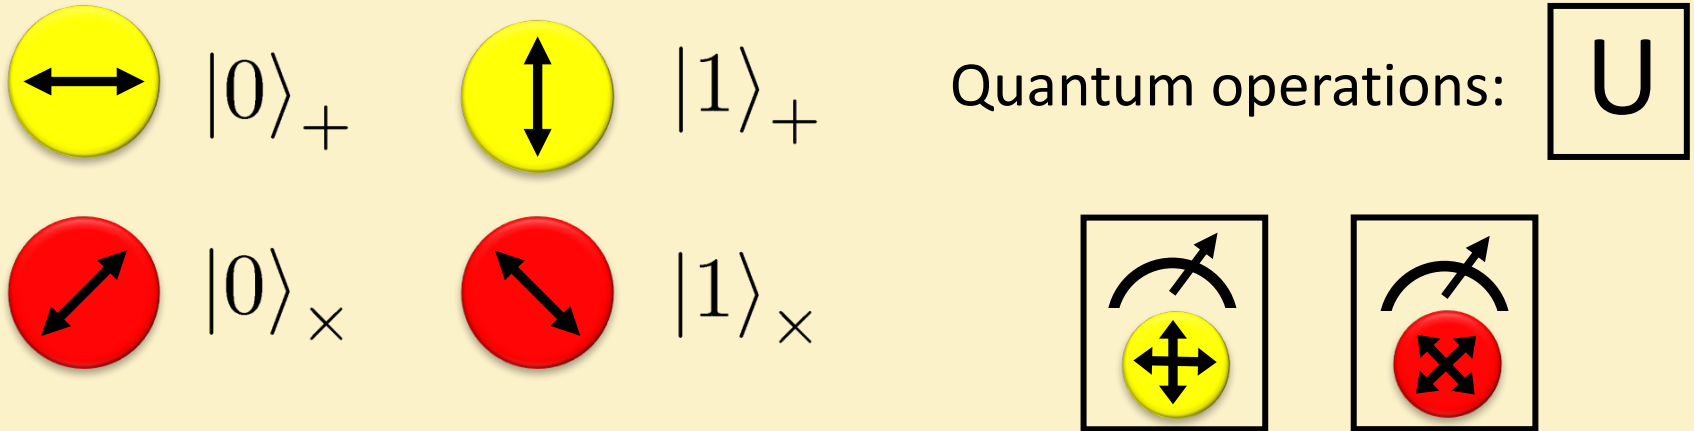 |0⟩₊ |1⟩₊ Quantum operations: U
|0⟩ₓ |1⟩ₓ